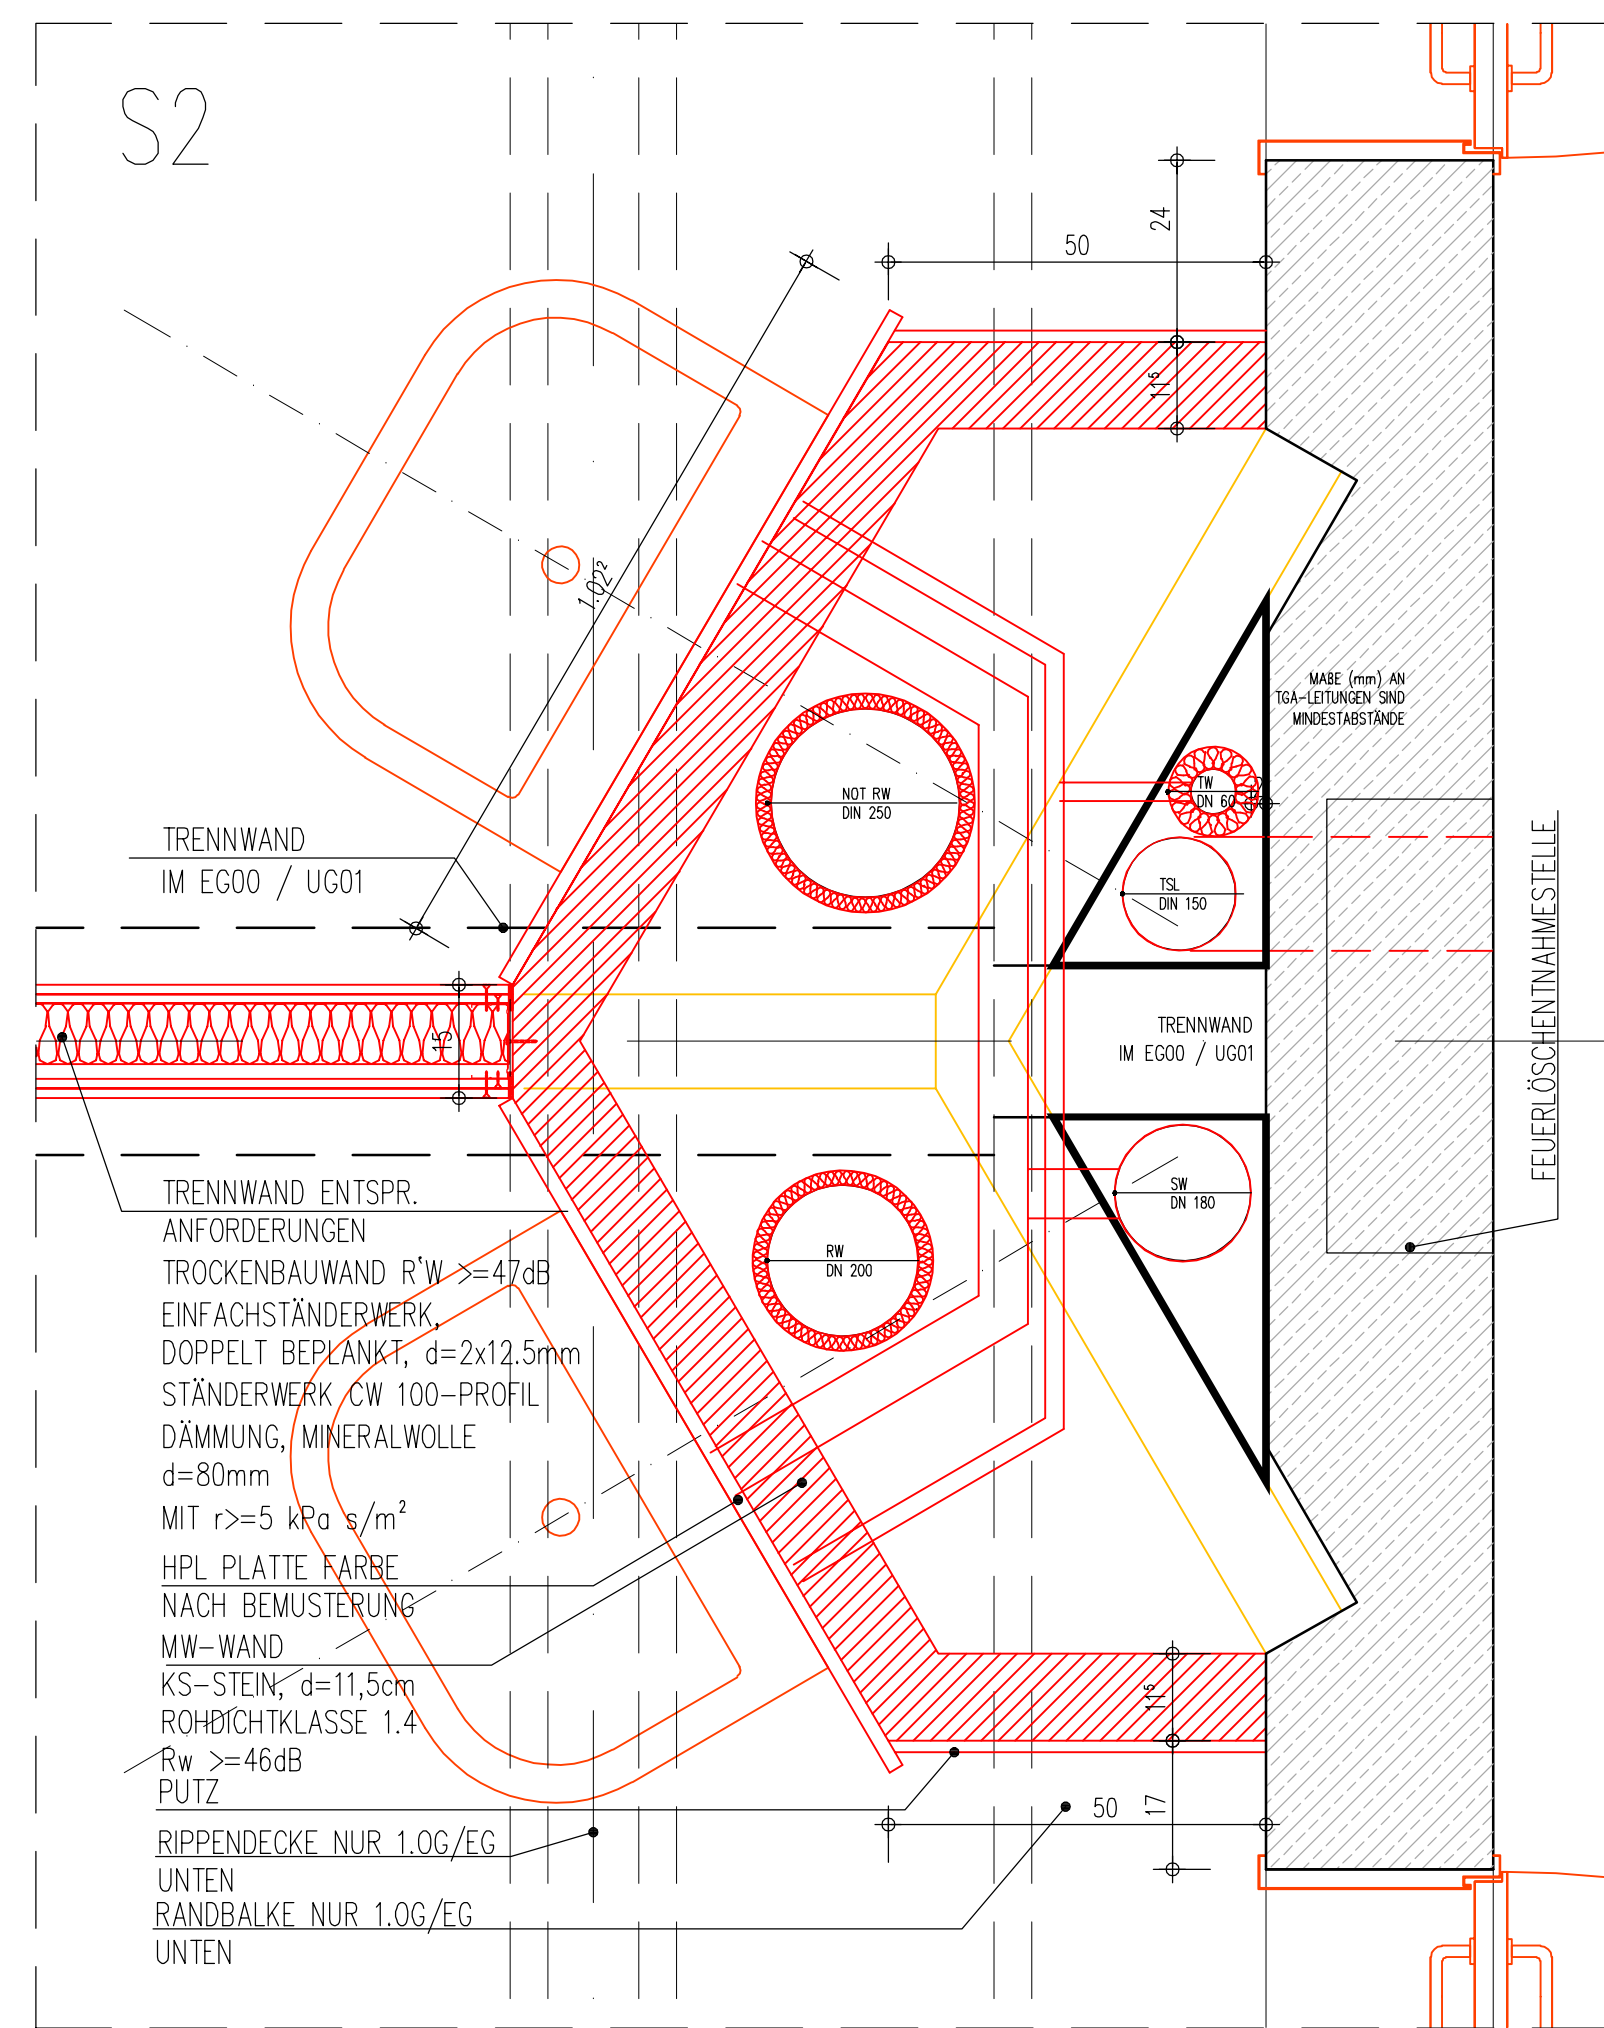 S2
24
50
11⁵
1.02²
MAßE (mm) AN
TGA-LEITUNGEN SIND
MINDESTABSTÄNDE
NOT RW
DIN 250
TW
DN 60
TSL
DIN 150
TRENNWAND
IM EG00 / UG01
FEUERLÖSCHENTNAHMESTELLE
15
TRENNWAND
IM EG00 / UG01
SW
DN 180
RW
DN 200
TRENNWAND ENTSPR.
ANFORDERUNGEN
TROCKENBAUWAND R'W >=47dB
EINFACHSTÄNDERWERK,
DOPPELT BEPLANKT, d=2x12.5mm
STÄNDERWERK CW 100-PROFIL
DÄMMUNG, MINERALWOLLE
d=80mm
MIT r>=5 kPa s/m²
HPL PLATTE FARBE
NACH BEMUSTERUNG
MW-WAND
KS-STEIN, d=11,5cm
ROHDICHTKLASSE 1.4
Rw >=46dB
PUTZ
RIPPENDECKE NUR 1.OG/EG
UNTEN
RANDBALKE NUR 1.OG/EG
UNTEN
11⁵
50
17